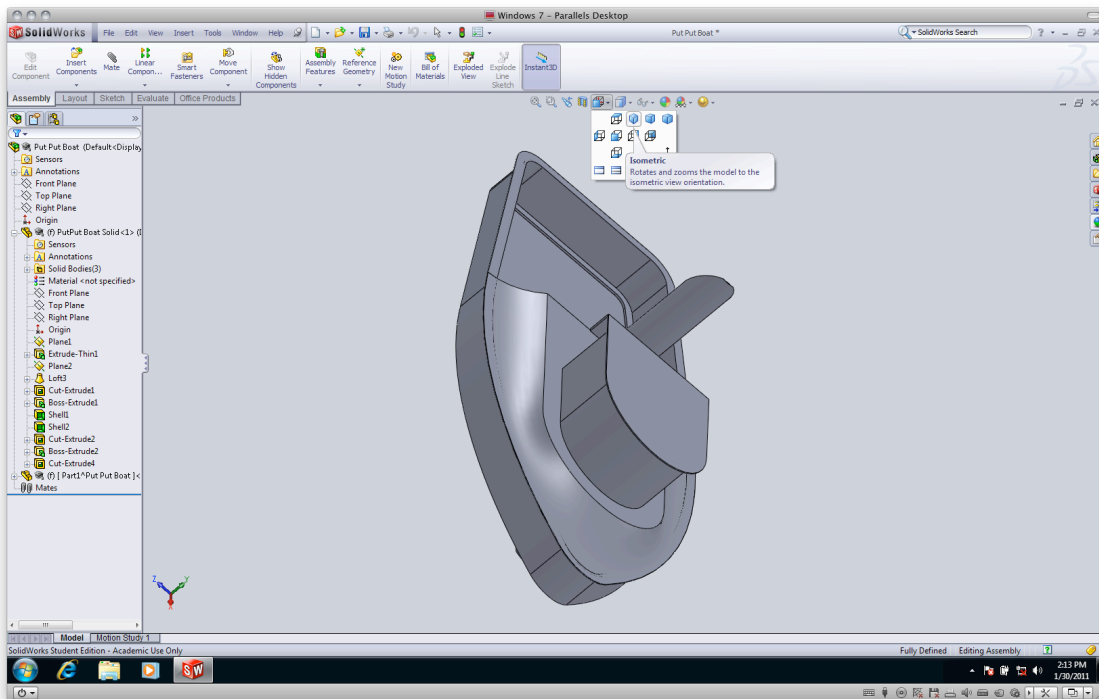 Windows 7 - Parallels Desktop
SolidWorks File Edit View Insert Tools Window Help Put Put Boat * SolidWorks Search ?
Edit Component
Insert Components
Mate
Linear Compon...
Smart Fasteners
Move Component
Show Hidden Components
Assembly Features
Reference Geometry
New Motion Study
Bill of Materials
Exploded View
Explode Line Sketch
Instant3D
Assembly Layout Sketch Evaluate Office Products
Put Put Boat (Default<Display
Sensors
Annotations
Front Plane
Top Plane
Right Plane
Origin
(f) PutPut Boat Solid<1> (
Sensors
Annotations
Solid Bodies(3)
Material <not specified>
Front Plane
Top Plane
Right Plane
Origin
Plane1
Extrude-Thin1
Plane2
Loft3
Cut-Extrude1
Boss-Extrude1
Shell1
Shell2
Cut-Extrude2
Boss-Extrude2
Cut-Extrude4
(f) [ Part1^Put Put Boat ]<
Mates
Isometric
Rotates and zooms the model to the
isometric view orientation.
Z Y X
Model Motion Study 1
SolidWorks Student Edition - Academic Use Only Fully Defined Editing Assembly
SW
2:13 PM
1/30/2011